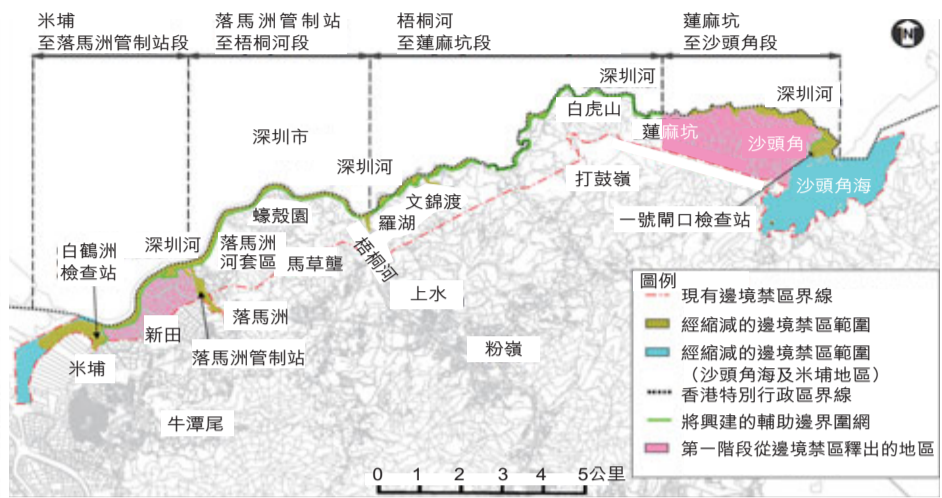 米埔
至落馬洲管制站段
落馬洲管制站
至梧桐河段
梧桐河
至蓮麻坑段
蓮麻坑
至沙頭角段
N
深圳河
深圳河
白虎山
深圳市
蓮麻坑
沙頭角
深圳河
打鼓嶺
沙頭角海
文錦渡
蠔殼園
羅湖
一號閘口檢查站
深圳河
落馬洲
河套區
馬草壟
梧桐河
白鶴洲
檢查站
上水
落馬洲
新田
落馬洲管制站
粉嶺
米埔
牛潭尾
圖例
現有邊境禁區界線
經縮減的邊境禁區範圍
經縮減的邊境禁區範圍
（沙頭角海及米埔地區）
香港特別行政區界線
將興建的輔助邊界圍網
第一階段從邊境禁區釋出的地區
0 1 2 3 4 5公里